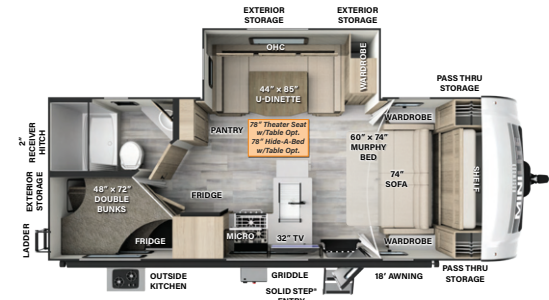 EXTERIOR
STORAGE
EXTERIOR
STORAGE
OHC
WARDROBE
44" × 85"
U-DINETTE
PASS THRU
STORAGE
2"
RECEIVER
HITCH
PANTRY
78" Theater Seat
w/Table Opt.
78" Hide-A-Bed
w/Table Opt.
WARDROBE
60" × 74"
MURPHY
BED
74"
SOFA
SHELF
MINI
EXTERIOR
STORAGE
48" × 72"
DOUBLE
BUNKS
FRIDGE
LADDER
FRIDGE
MICRO
32" TV
WARDROBE
OUTSIDE
KITCHEN
GRIDDLE
SOLID STEP®
ENTRY
18' AWNING
PASS THRU
STORAGE